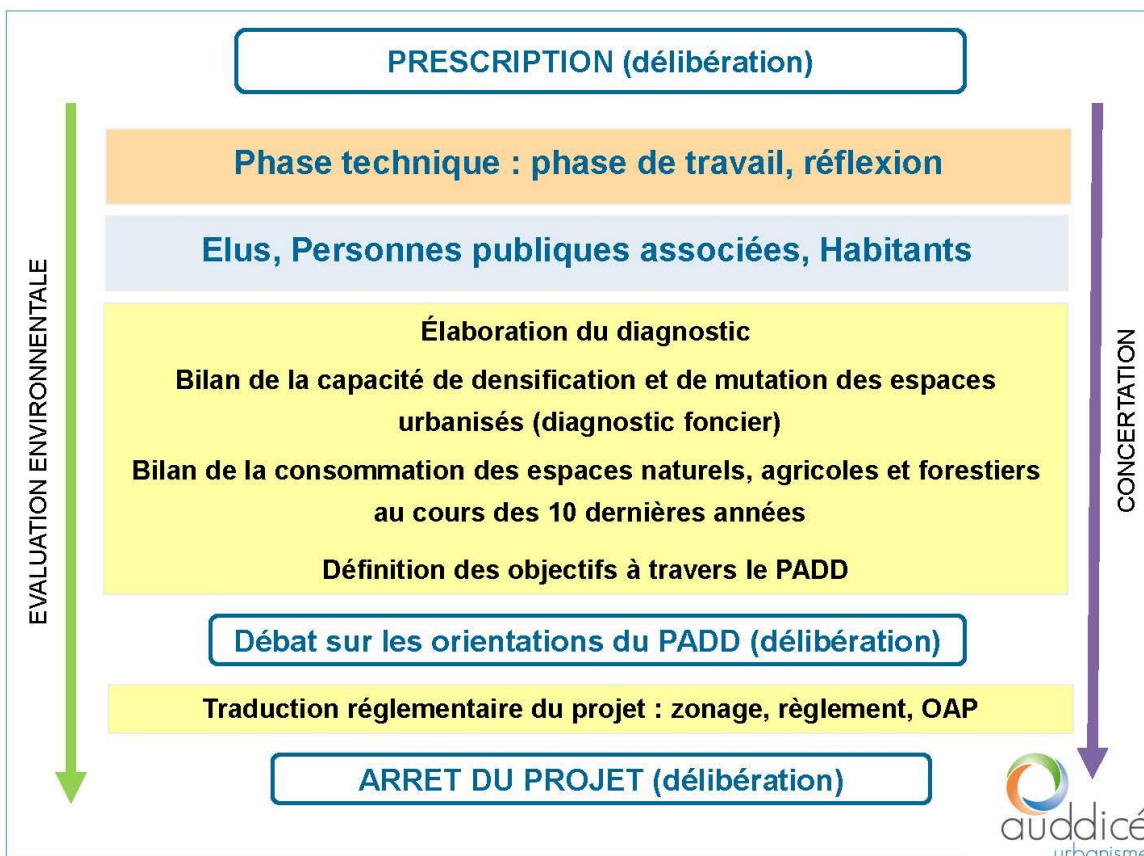 PRESCRIPTION (délibération)
Phase technique : phase de travail, réflexion
Elus, Personnes publiques associées, Habitants
EVALUATION ENVIRONNENTALE
Élaboration du diagnostic
Bilan de la capacité de densification et de mutation des espaces
urbanisés (diagnostic foncier)
Bilan de la consommation des espaces naturels, agricoles et forestiers
au cours des 10 dernières années
Définition des objectifs à travers le PADD
CONCERTATION
Débat sur les orientations du PADD (délibération)
Traduction réglementaire du projet : zonage, règlement, OAP
ARRET DU PROJET (délibération)
auddicé
urbanisme